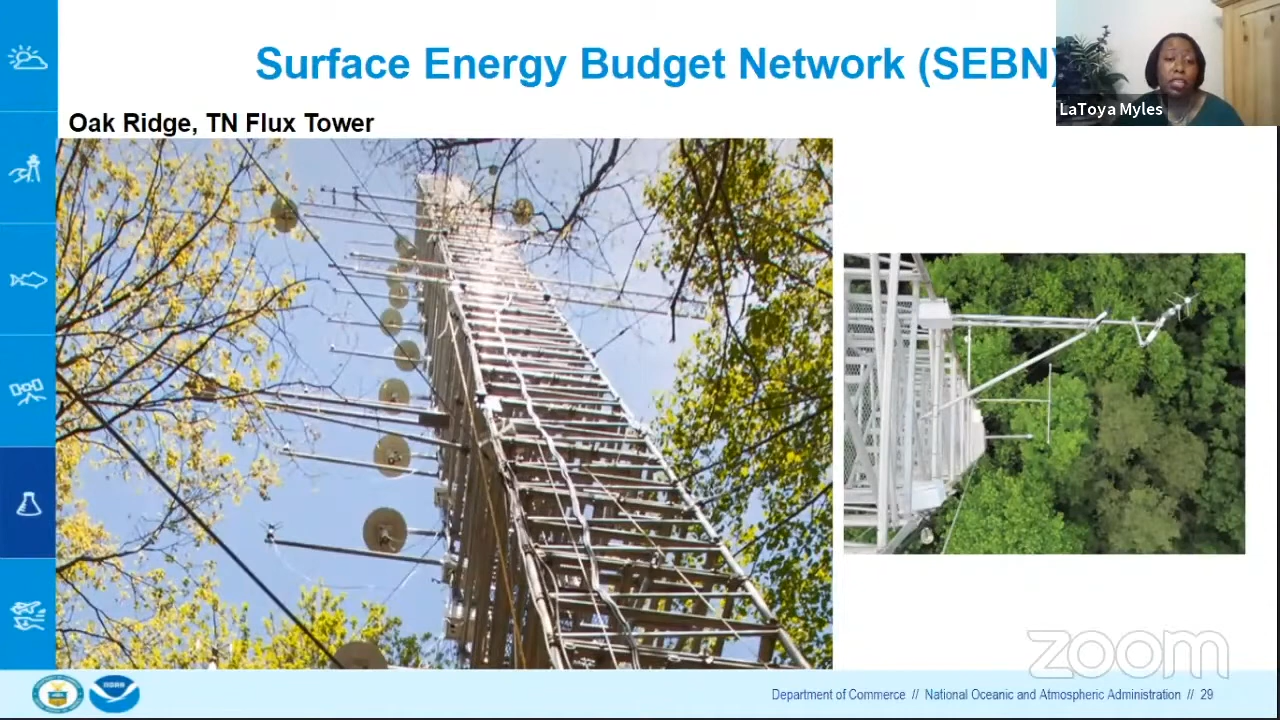 Surface Energy Budget Network (SEBN)
LaToya Myles
Oak Ridge, TN Flux Tower
zoom
NOAA
Department of Commerce // National Oceanic and Atmospheric Administration // 29